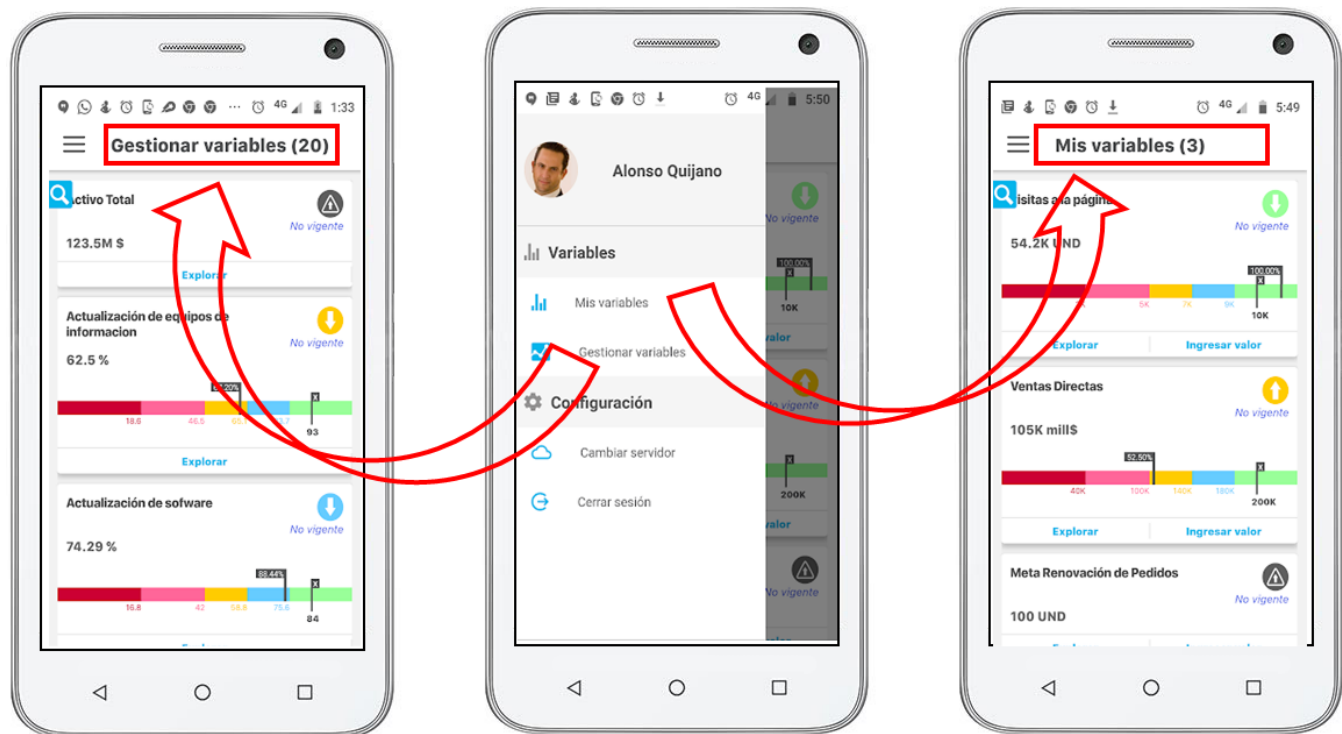 4G 1:33
Gestionar variables (20)
Activo Total
No vigente
123.5M $
Explorar
Actualización de equipos de
informacion
No vigente
62.5 %
18.6 46.5
93
Explorar
Actualización de sofware
No vigente
74.29 %
88.44% X
16.8 42 58.8 75.6
84
4G 5:50
Alonso Quijano
Variables
Mis variables
Gestionar variables
Configuración
Cambiar servidor
Cerrar sesión
No vigente
100.00%
X
10K
valor
No vigente
X
200K
valor
No vigente
4G 5:49
Mis variables (3)
No vigente
54.2K UND
100.00%
X
5K 7K 9K
10K
Explorar Ingresar valor
Ventas Directas
No vigente
105K mill$
52.50% X
40K 100K 140K 180K
200K
Explorar Ingresar valor
Meta Renovación de Pedidos
No vigente
100 UND